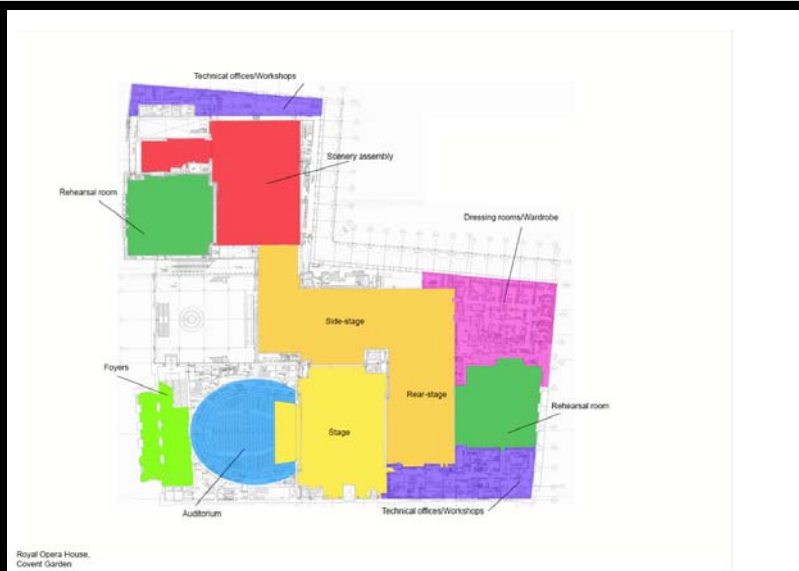 Technical offices/Workshops
Scenery assembly
Rehearsal room
Dressing rooms/Wardrobe
Side-stage
Foyers
Rear-stage
Rehearsal room
Stage
Auditorium
Technical offices/Workshops
Royal Opera House,
Covent Garden